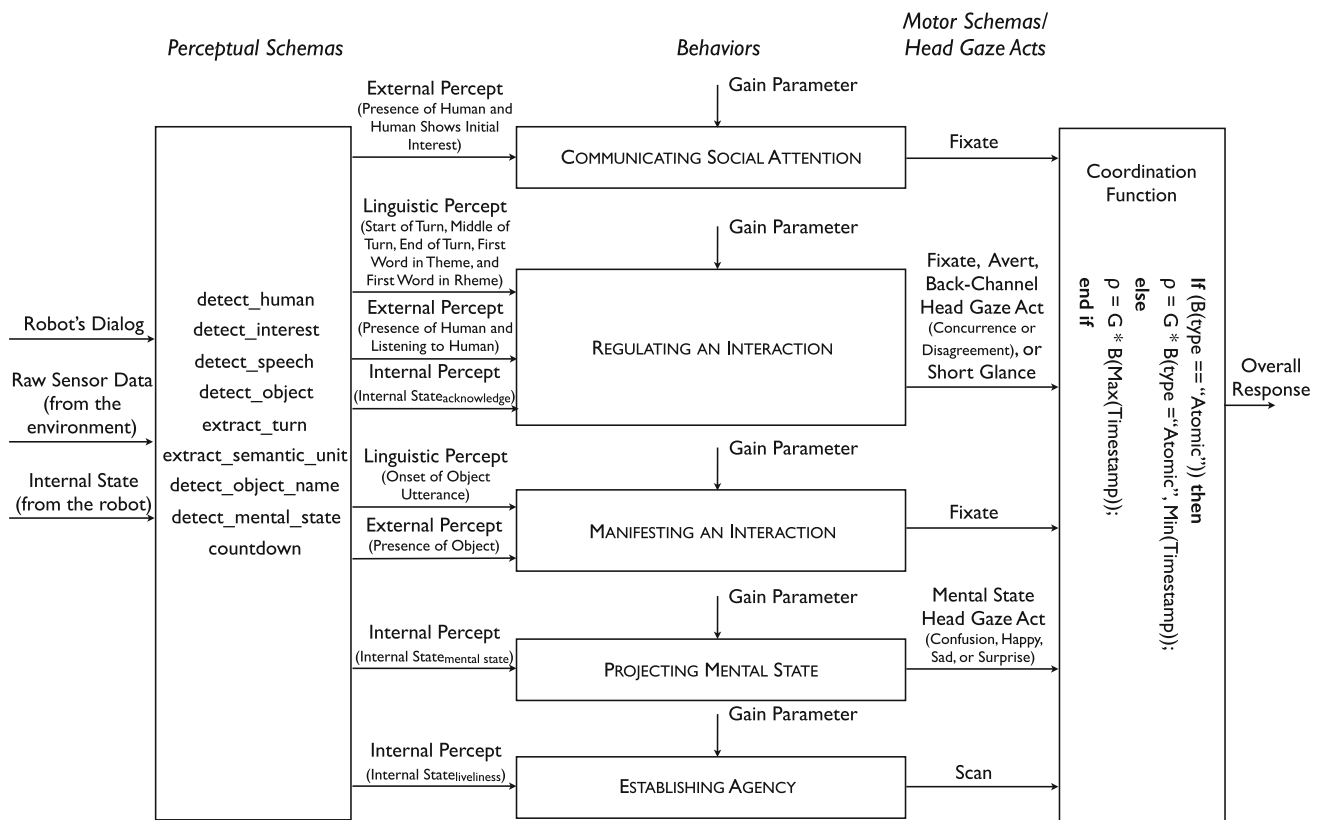 Perceptual Schemas
Behaviors
Motor Schemas/
Head Gaze Acts
Robot's Dialog
Raw Sensor Data
(from the
environment)
Internal State
(from the robot)
detect_human
detect_interest
detect_speech
detect_object
extract_turn
extract_semantic_unit
detect_object_name
detect_mental_state
countdown
External Percept
(Presence of Human and
Human Shows Initial
Interest)
Gain Parameter
COMMUNICATING SOCIAL ATTENTION
Fixate
Linguistic Percept
(Start of Turn, Middle of
Turn, End of Turn, First
Word in Theme, and
First Word in Rheme)
External Percept
(Presence of Human and
Listening to Human)
Internal Percept
(Internal Stateacknowledge)
Gain Parameter
REGULATING AN INTERACTION
Fixate, Avert,
Back-Channel
Head Gaze Act
(Concurrence or
Disagreement), or
Short Glance
Linguistic Percept
(Onset of Object
Utterance)
External Percept
(Presence of Object)
Gain Parameter
MANIFESTING AN INTERACTION
Fixate
Internal Percept
(Internal Statemental state)
Gain Parameter
PROJECTING MENTAL STATE
Mental State
Head Gaze Act
(Confusion, Happy,
Sad, or Surprise)
Internal Percept
(Internal Stateliveliness)
Gain Parameter
ESTABLISHING AGENCY
Scan
Coordination
Function
If (B(type == “Atomic”)) then
ρ = G * B(type =“Atomic”, Min(Timestamp));
else
ρ = G * B(Max(Timestamp));
end if
Overall
Response